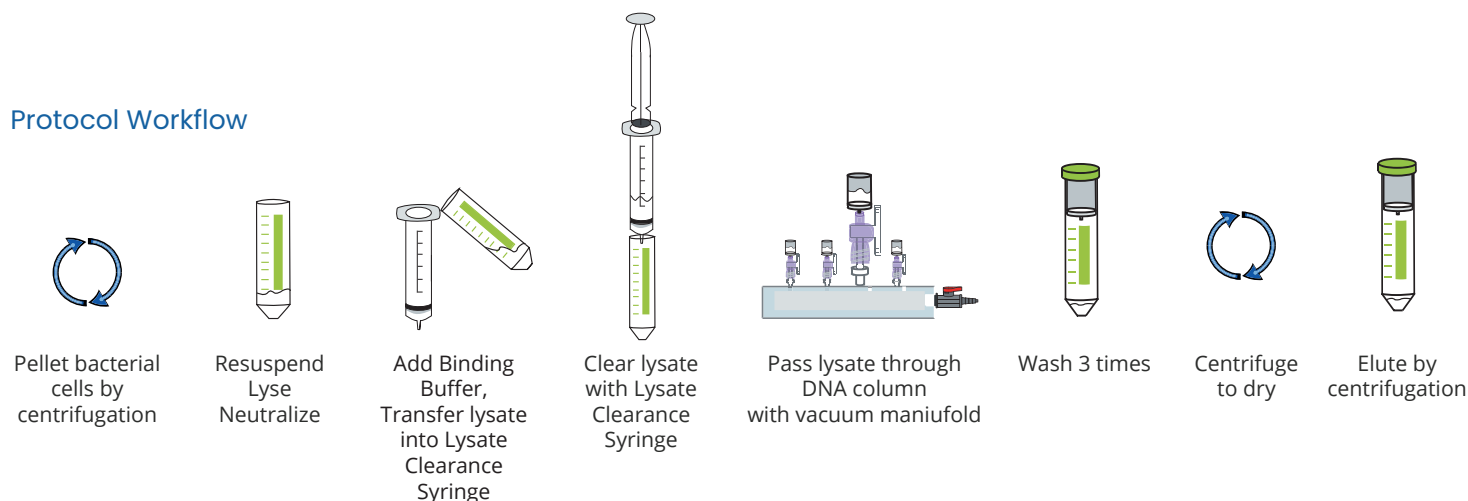 Protocol Workflow
Pellet bacterial
cells by
centrifugation
Resuspend
Lyse
Neutralize
Add Binding
Buffer,
Transfer lysate
into Lysate
Clearance
Syringe
Clear lysate
with Lysate
Clearance
Syringe
Pass lysate through
DNA column
with vacuum maniufold
Wash 3 times
Centrifuge
to dry
Elute by
centrifugation